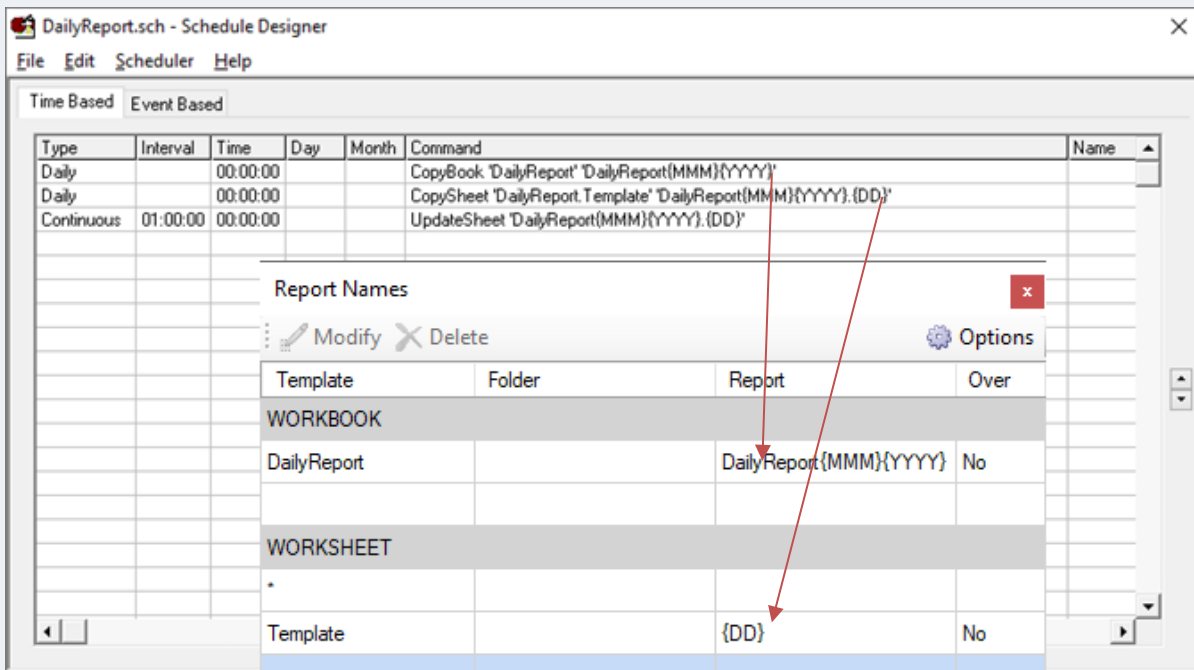 DailyReport.sch - Schedule Designer
File Edit Scheduler Help
Time Based Event Based
Type Interval Time Day Month Command Name
Daily 00:00:00 CopyBook 'DailyReport' 'DailyReport{MMM}{YYYY}'
Daily 00:00:00 CopySheet 'DailyReport.Template' 'DailyReport{MMM}{YYYY}.{DD}'
Continuous 01:00:00 00:00:00 UpdateSheet 'DailyReport{MMM}{YYYY}.{DD}'
Report Names x
Modify Delete Options
Template Folder Report Over
WORKBOOK
DailyReport DailyReport{MMM}{YYYY} No
WORKSHEET
*
Template {DD} No